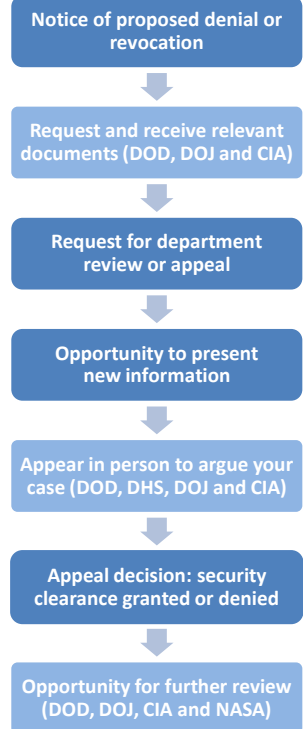 Notice of proposed denial or
revocation
Request and receive relevant
documents (DOD, DOJ and CIA)
Request for department
review or appeal
Opportunity to present
new information
Appear in person to argue your
case (DOD, DHS, DOJ and CIA)
Appeal decision: security
clearance granted or denied
Opportunity for further review
(DOD, DOJ, CIA and NASA)